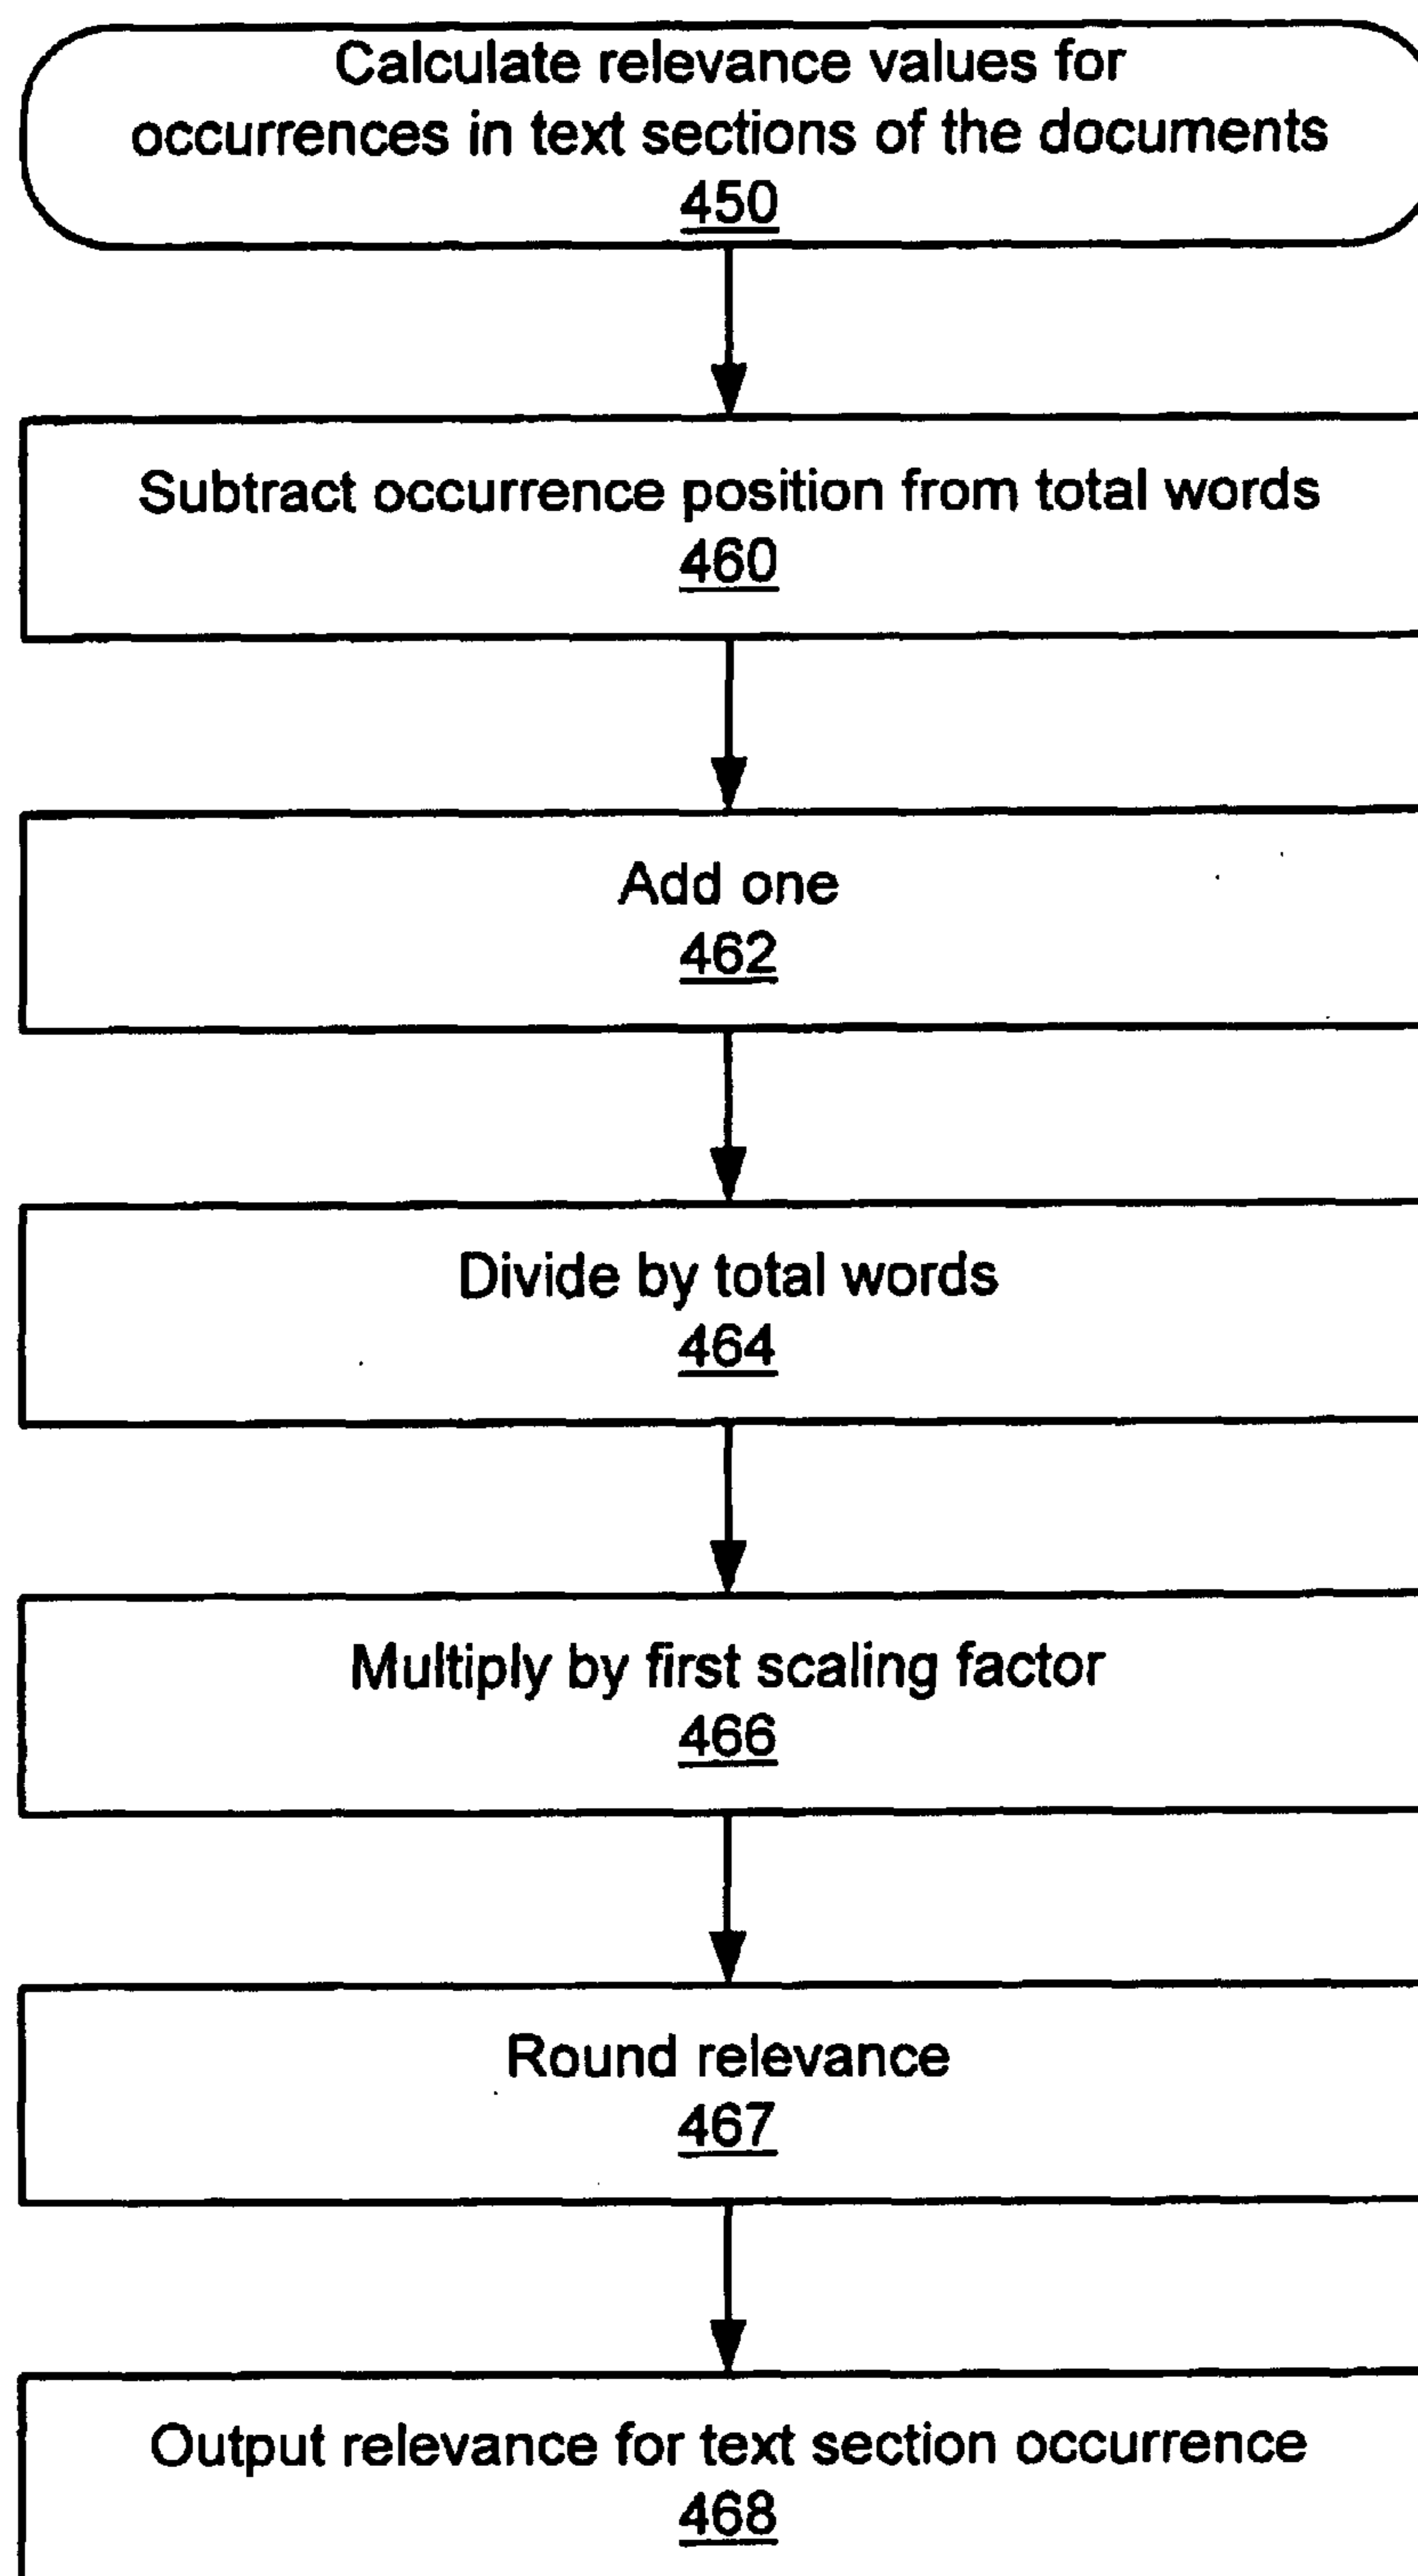 Calculate relevance values for
occurrences in text sections of the documents
450
Subtract occurrence position from total words
460
Add one
462
Divide by total words
464
Multiply by first scaling factor
466
Round relevance
467
Output relevance for text section occurrence
468